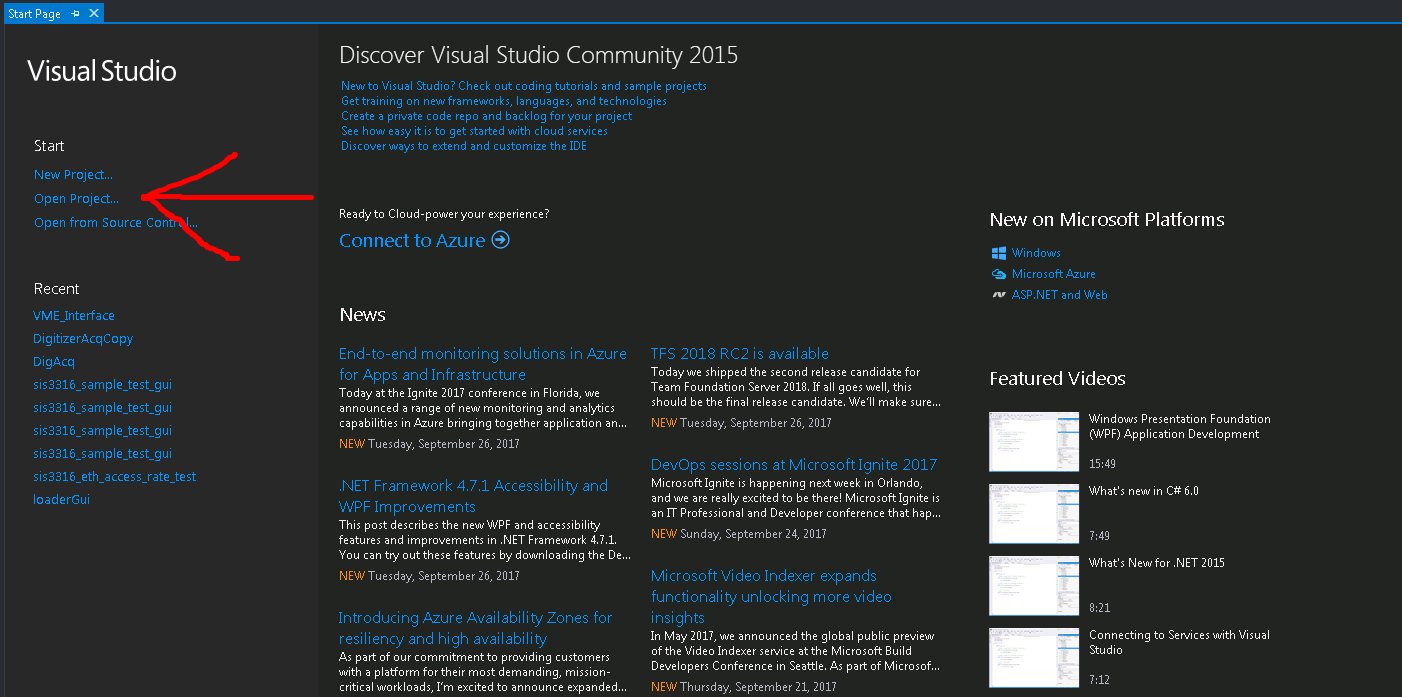 Start Page
Visual Studio
Start
New Project...
Open Project...
Open from Source Control...
Recent
VME_Interface
DigitizerAcqCopy
DigAcq
sis3316_sample_test_gui
sis3316_sample_test_gui
sis3316_sample_test_gui
sis3316_sample_test_gui
sis3316_eth_access_rate_test
loaderGui
Discover Visual Studio Community 2015
New to Visual Studio? Check out coding tutorials and sample projects
Get training on new frameworks, languages, and technologies
Create a private code repo and backlog for your project
See how easy it is to get started with cloud services
Discover ways to extend and customize the IDE
Ready to Cloud-power your experience?
Connect to Azure
News
End-to-end monitoring solutions in Azure
for Apps and Infrastructure
Today at the Ignite 2017 conference in Florida, we
announced a range of new monitoring and analytics
capabilities in Azure bringing together application an...
NEW Tuesday, September 26, 2017
.NET Framework 4.7.1 Accessibility and
WPF Improvements
This post describes the new WPF and accessibility
features and improvements in .NET Framework 4.7.1.
You can try out these features by downloading the De...
NEW Tuesday, September 26, 2017
Introducing Azure Availability Zones for
resiliency and high availability
As part of our commitment to providing customers
with a platform for their most demanding, mission-
critical workloads, I'm excited to announce expanded...
TFS 2018 RC2 is available
Today we shipped the second release candidate for
Team Foundation Server 2018. If all goes well, this
should be the final release candidate. We'll make sure...
NEW Tuesday, September 26, 2017
DevOps sessions at Microsoft Ignite 2017
Microsoft Ignite is happening next week in Orlando,
and we are really excited to be there! Microsoft Ignite is
an IT Professional and Developer conference that hap...
NEW Sunday, September 24, 2017
Microsoft Video Indexer expands
functionality unlocking more video
insights
In May 2017, we announced the global public preview
of the Video Indexer service at the Microsoft Build
Developers Conference in Seattle. As part of Microsof...
NEW Thursday, September 21, 2017
New on Microsoft Platforms
Windows
Microsoft Azure
ASP.NET and Web
Featured Videos
Windows Presentation Foundation
(WPF) Application Development
15:49
What's new in C# 6.0
7:49
What's New for .NET 2015
8:21
Connecting to Services with Visual
Studio
7:12